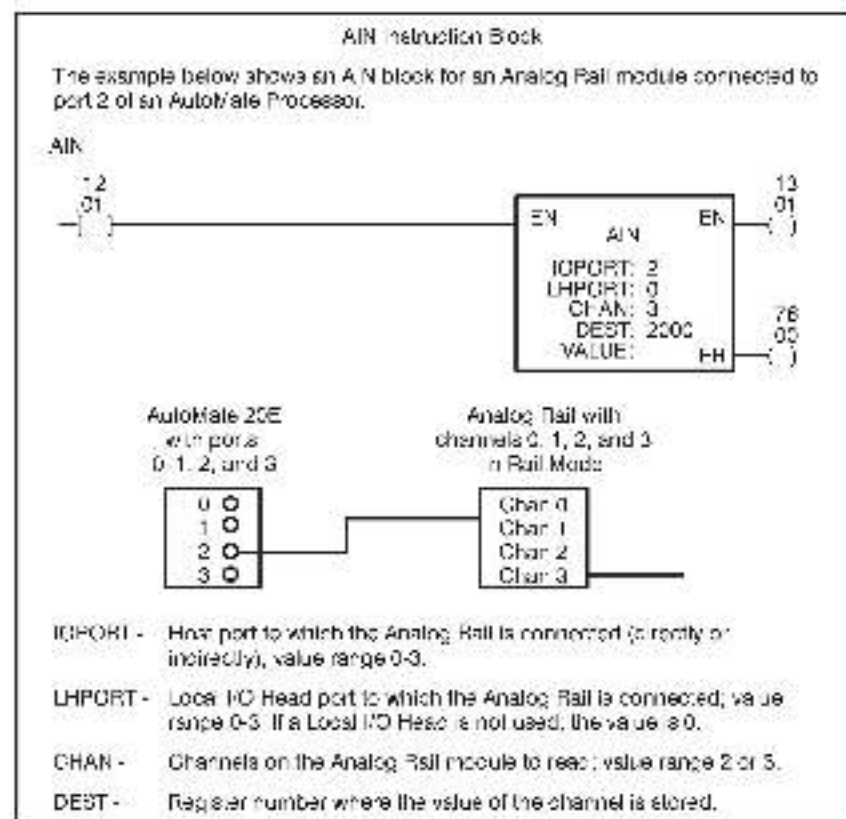 AIN Instruction Block
The example below shows an AIN block for an Analog Rail module connected to
port 2 of an AutoMate Processor.
AIN
12
01
13
01
EN
EN
AIN
IOPORT: 2
LHPORT: 0
CHAN: 3
DEST: 2000
VALUE:
76
00
ER
AutoMate 20E
with ports
0, 1, 2, and 3
Analog Rail with
channels 0, 1, 2, and 3
in Rail Mode
0
1
2
3
Chan 0
Chan 1
Chan 2
Chan 3
IOPORT - Host port to which the Analog Rail is connected (directly or
indirectly), value range 0-3.
LHPORT - Local I/O Head port to which the Analog Rail is connected; value
range 0-3. If a Local I/O Head is not used, the value is 0.
CHAN - Channels on the Analog Rail module to read; value range 2 or 3.
DEST - Register number where the value of the channel is stored.